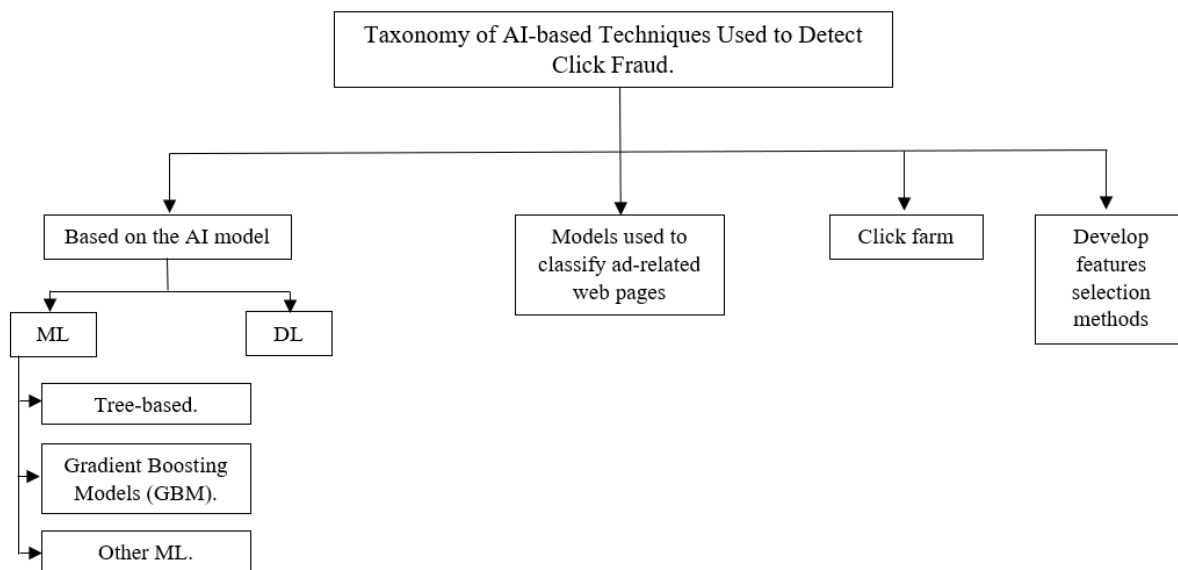 Taxonomy of AI-based Techniques Used to Detect
Click Fraud.
Based on the AI model
Models used to
classify ad-related
web pages
Click farm
Develop
features
selection
methods
ML
DL
Tree-based.
Gradient Boosting
Models (GBM).
Other ML.